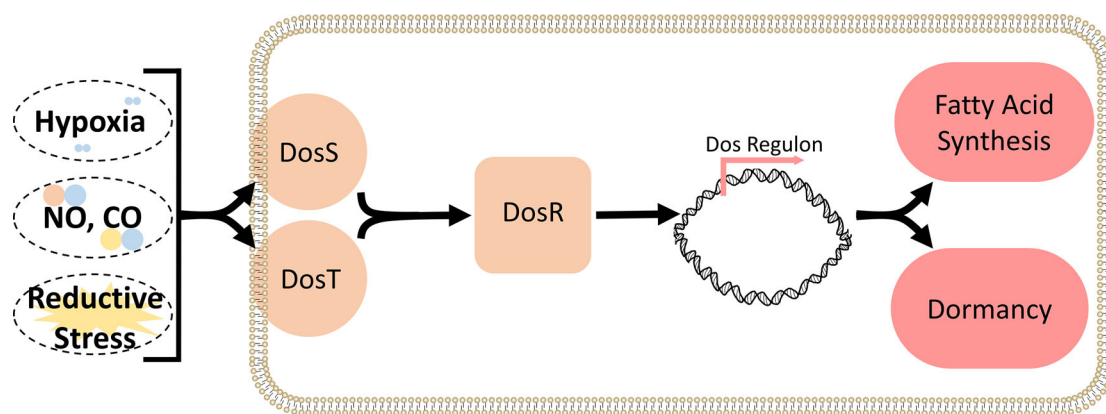 Hypoxia
NO, CO
Reductive
Stress
DosS
DosT
DosR
Dos Regulon
Fatty Acid
Synthesis
Dormancy